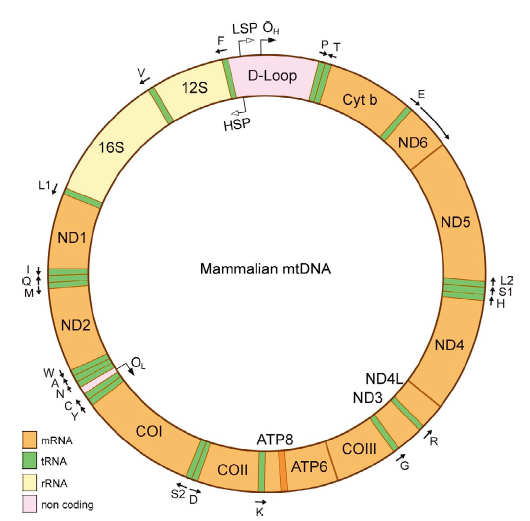 LSP
ŌH
F
P
T
D-Loop
V
12S
Cyt b
E
HSP
ND6
16S
L1
ND5
ND1
Mammalian mtDNA
I
Q
M
L2
S1
H
ND2
ND4
W
A
N
C
Y
OL
ND4L
ND3
COI
ATP8
COIII
R
mRNA
tRNA
rRNA
non coding
COII
ATP6
G
S2
D
K